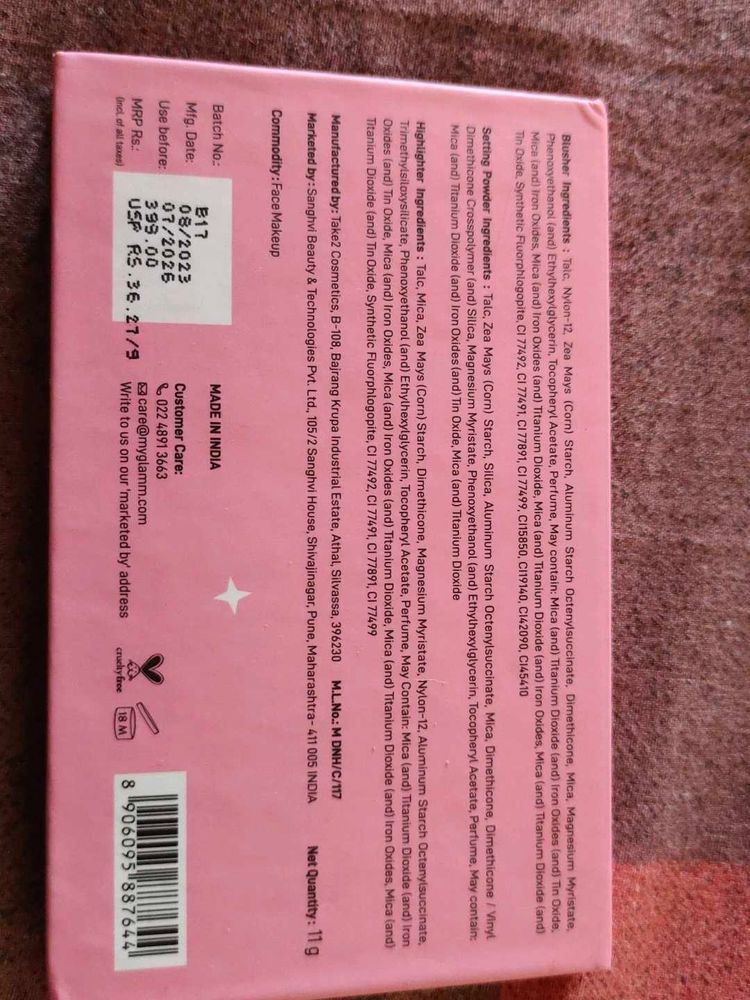 Blusher Ingredients : Talc, Nylon-12, Zea Mays (Corn) Starch, Aluminum Starch Octenylsuccinate, Dimethicone, Mica, Magnesium Myristate,
Phenoxyethanol (and) Ethylhexylglycerin, Tocopheryl Acetate, Perfume, May contain: Mica (and) Titanium Dioxide (and) Iron Oxides (and) Tin Oxide,
Mica (and) Iron Oxides, Mica (and) Iron Oxides (and) Titanium Dioxide, Mica (and) Titanium Dioxide (and) Iron Oxides, Mica (and) Titanium Dioxide (and)
Tin Oxide, Synthetic Fluorphlogopite, CI 77492, CI 77491, CI 77891, CI 77499, CI15850, CI19140, CI42090, CI45410
Setting Powder Ingredients : Talc, Zea Mays (Corn) Starch, Silica, Aluminum Starch Octenylsuccinate, Mica, Dimethicone, Dimethicone / Vinyl
Dimethicone Crosspolymer (and) Silica, Magnesium Myristate, Phenoxyethanol (and) Ethylhexylglycerin, Tocopheryl Acetate, Perfume, May contain:
Mica (and) Titanium Dioxide (and) Iron Oxides (and) Tin Oxide, Mica (and) Titanium Dioxide
Highlighter Ingredients : Talc, Mica, Zea Mays (Corn) Starch, Dimethicone, Magnesium Myristate, Nylon-12, Aluminum Starch Octenylsuccinate,
Trimethylsiloxysilicate, Phenoxyethanol (and) Ethylhexylglycerin, Tocopheryl Acetate, Perfume, May Contain: Mica (and) Titanium Dioxide (and) Iron
Oxides (and) Tin Oxide, Mica (and) Iron Oxides, Mica (and) Iron Oxides (and) Titanium Dioxide, Mica (and) Titanium Dioxide (and) Iron Oxides, Mica (and)
Titanium Dioxide (and) Tin Oxide, Synthetic Fluorphlogopite, CI 77492, CI 77491, CI 77891, CI 77499
Manufactured by: Take2 Cosmetics, B-108, Bajrang Krupa Industrial Estate, Athal, Silvassa, 396230 M.L.No.: M DNH/C/117
Marketed by: Sanghvi Beauty & Technologies Pvt. Ltd., 105/2 Sanghvi House, Shivajinagar, Pune, Maharashtra- 411 005 INDIA
Net Quantity: 11 g
Commodity: Face Makeup
Batch No.: B17
Mfg. Date: 08/2023
Use before: 07/2026
MRP Rs.: 399.00
(incl. of all taxes) USP RS.36.27/9
MADE IN INDIA
Customer Care:
022 4891 3663
care@myglamm.com
Write to us on our 'marketed by' address
cruelty free
18 M
8 906095 887644